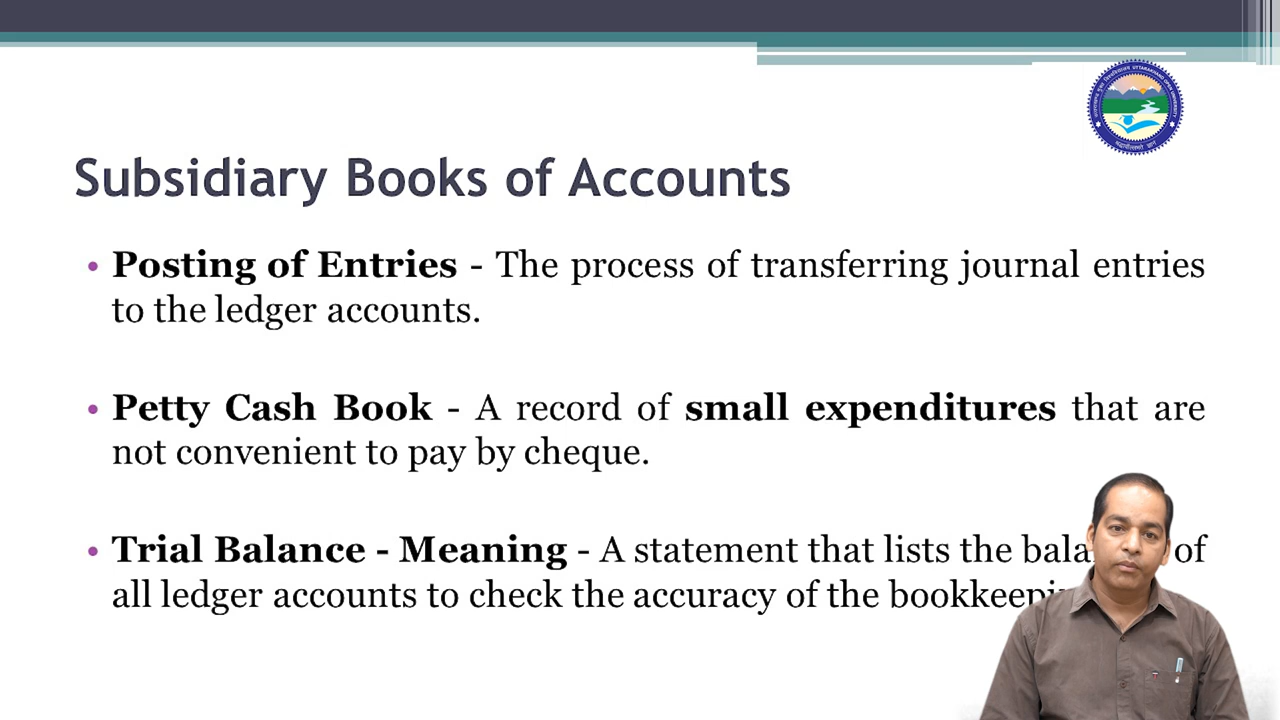 Subsidiary Books of Accounts
• Posting of Entries - The process of transferring journal entries
to the ledger accounts.
• Petty Cash Book - A record of small expenditures that are
not convenient to pay by cheque.
• Trial Balance - Meaning - A statement that lists the of
all ledger accounts to check the accuracy of the